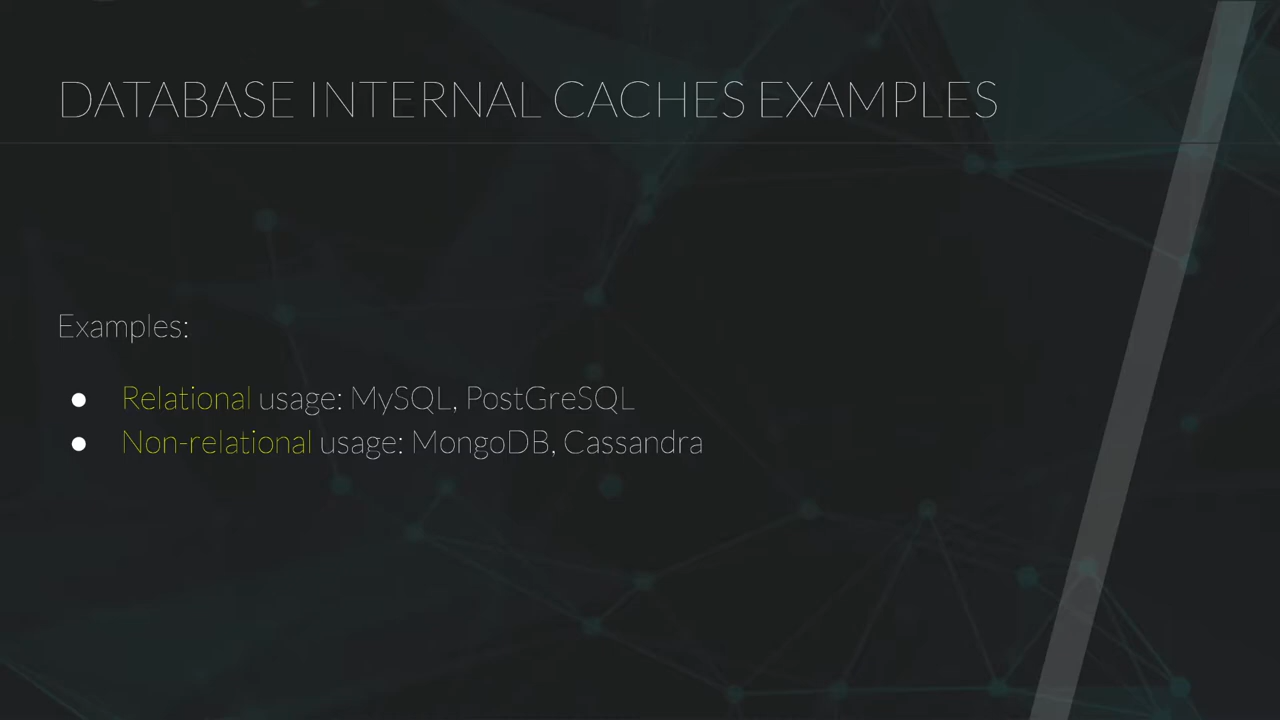 DATABASE INTERNAL CACHES EXAMPLES
Examples:
● Relational usage: MySQL, PostGreSQL
● Non-relational usage: MongoDB, Cassandra